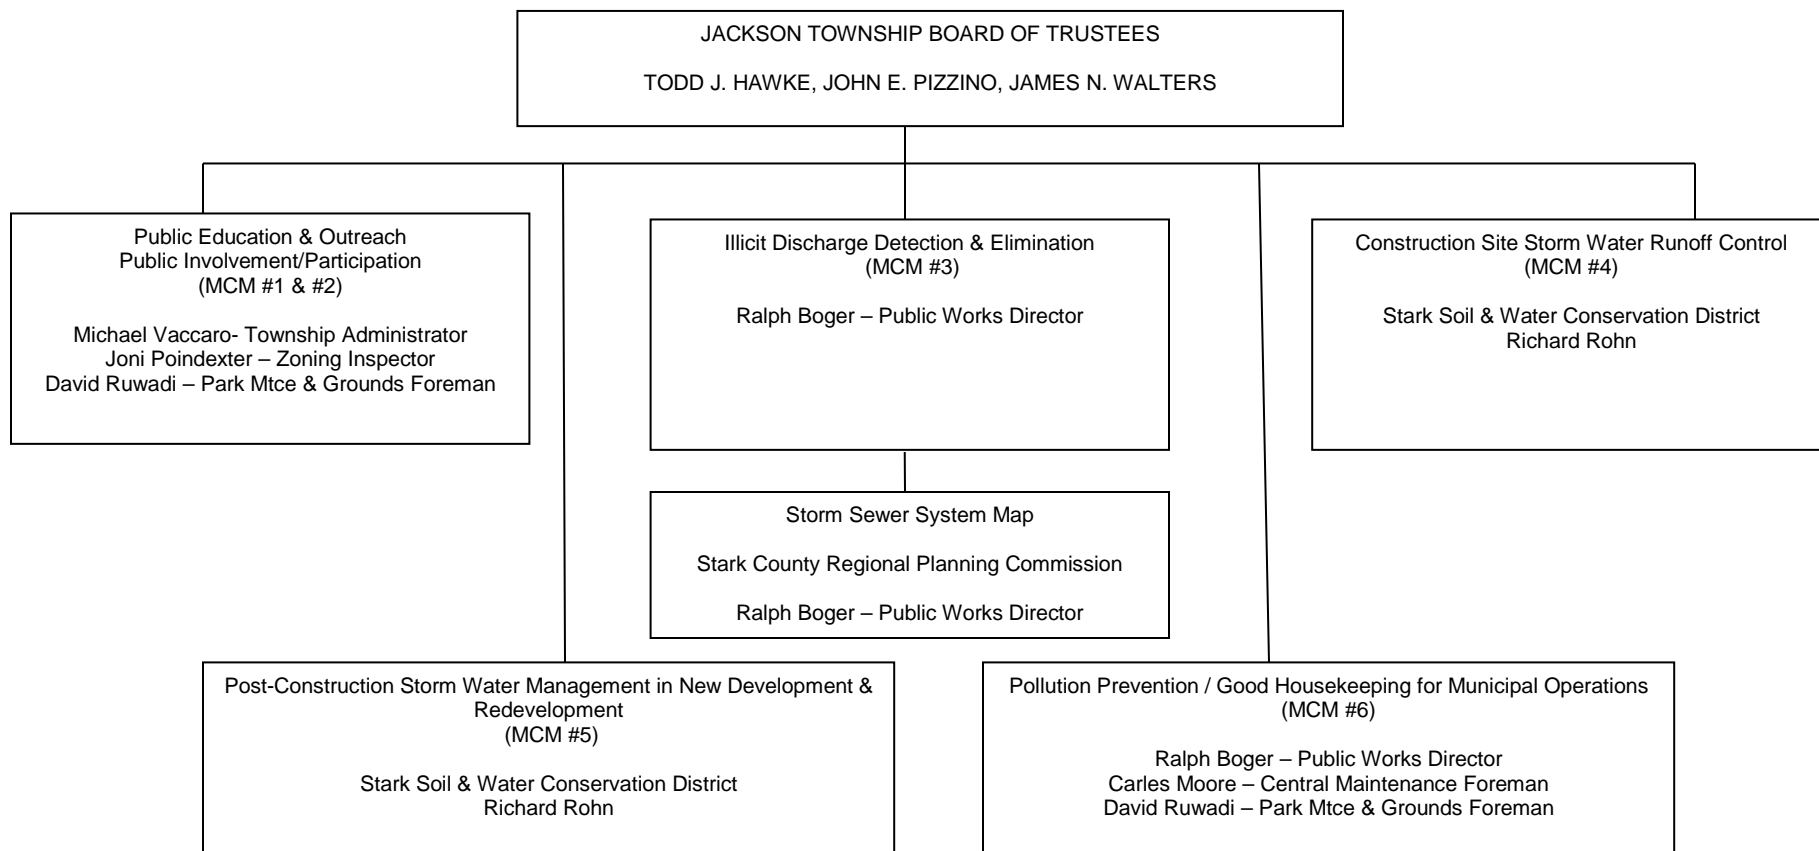 JACKSON TOWNSHIP BOARD OF TRUSTEES
TODD J. HAWKE, JOHN E. PIZZINO, JAMES N. WALTERS
Public Education & Outreach
Public Involvement/Participation
(MCM #1 & #2)
Michael Vaccaro- Township Administrator
Joni Poindexter – Zoning Inspector
David Ruwadi – Park Mtce & Grounds Foreman
Illicit Discharge Detection & Elimination
(MCM #3)
Ralph Boger – Public Works Director
Construction Site Storm Water Runoff Control
(MCM #4)
Stark Soil & Water Conservation District
Richard Rohn
Storm Sewer System Map
Stark County Regional Planning Commission
Ralph Boger – Public Works Director
Post-Construction Storm Water Management in New Development &
Redevelopment
(MCM #5)
Stark Soil & Water Conservation District
Richard Rohn
Pollution Prevention / Good Housekeeping for Municipal Operations
(MCM #6)
Ralph Boger – Public Works Director
Carles Moore – Central Maintenance Foreman
David Ruwadi – Park Mtce & Grounds Foreman